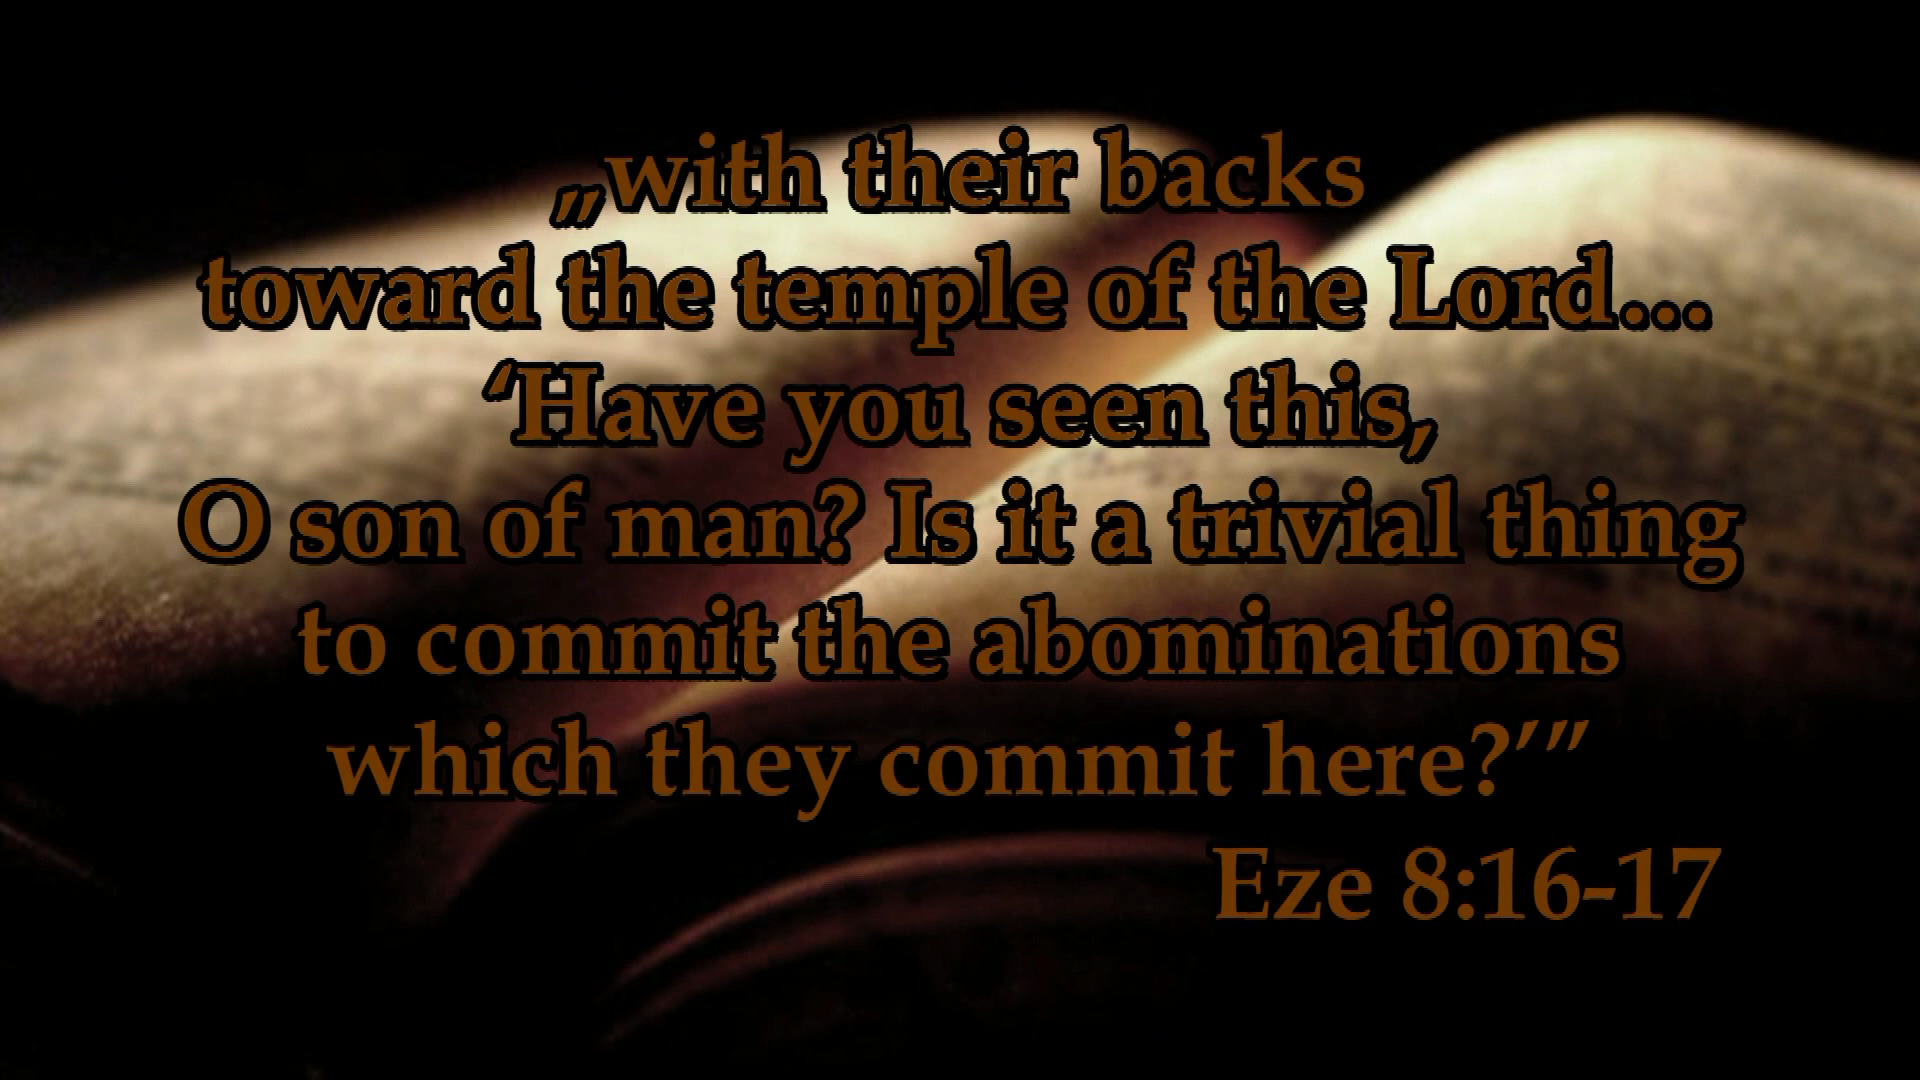 „with their backs
toward the temple of the Lord…
‘Have you seen this,
O son of man? Is it a trivial thing
to commit the abominations
which they commit here?’”
Eze 8:16-17